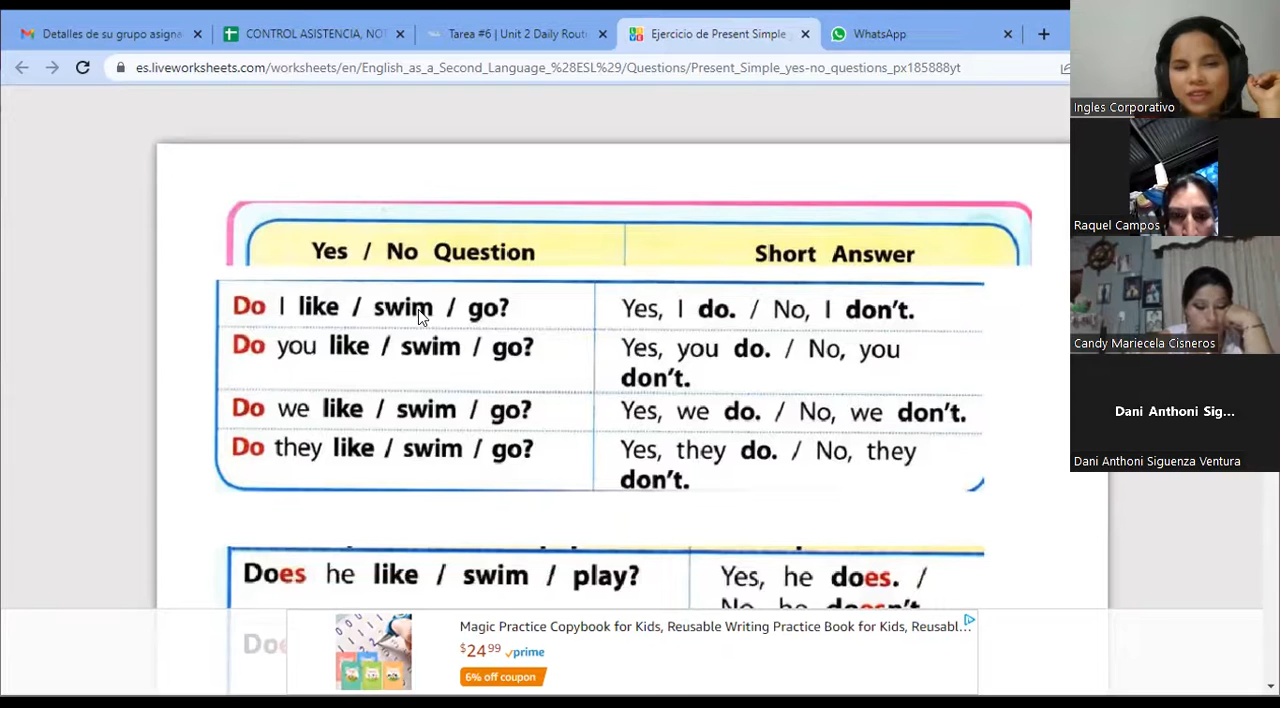 Detalles de su grupo asigna
CONTROL ASISTENCIA, NO
Tarea #6 | Unit 2 Daily Rout
Ejercicio de Present Simple
WhatsApp
es.liveworksheets.com/worksheets/en/English_as_a_Second_Language_%28ESL%29/Questions/Present_Simple_yes-no_questions_px185888yt
Yes / No Question
Short Answer
Do I like / swim / go?
Yes, I do. / No, I don't.
Do you like / swim / go?
Yes, you do. / No, you
don't.
Do we like / swim / go?
Yes, we do. / No, we don't.
Do they like / swim / go?
Yes, they do. / No, they
don't.
Does he like / swim / play?
Yes, he does. /
No, he doesn't
Doe
Magic Practice Copybook for Kids, Reusable Writing Practice Book for Kids, Reusabl...
$24.99 prime
6% off coupon
Ingles Corporativo
Raquel Campos
Candy Mariecela Cisneros
Dani Anthoni Sig...
Dani Anthoni Siguenza Ventura